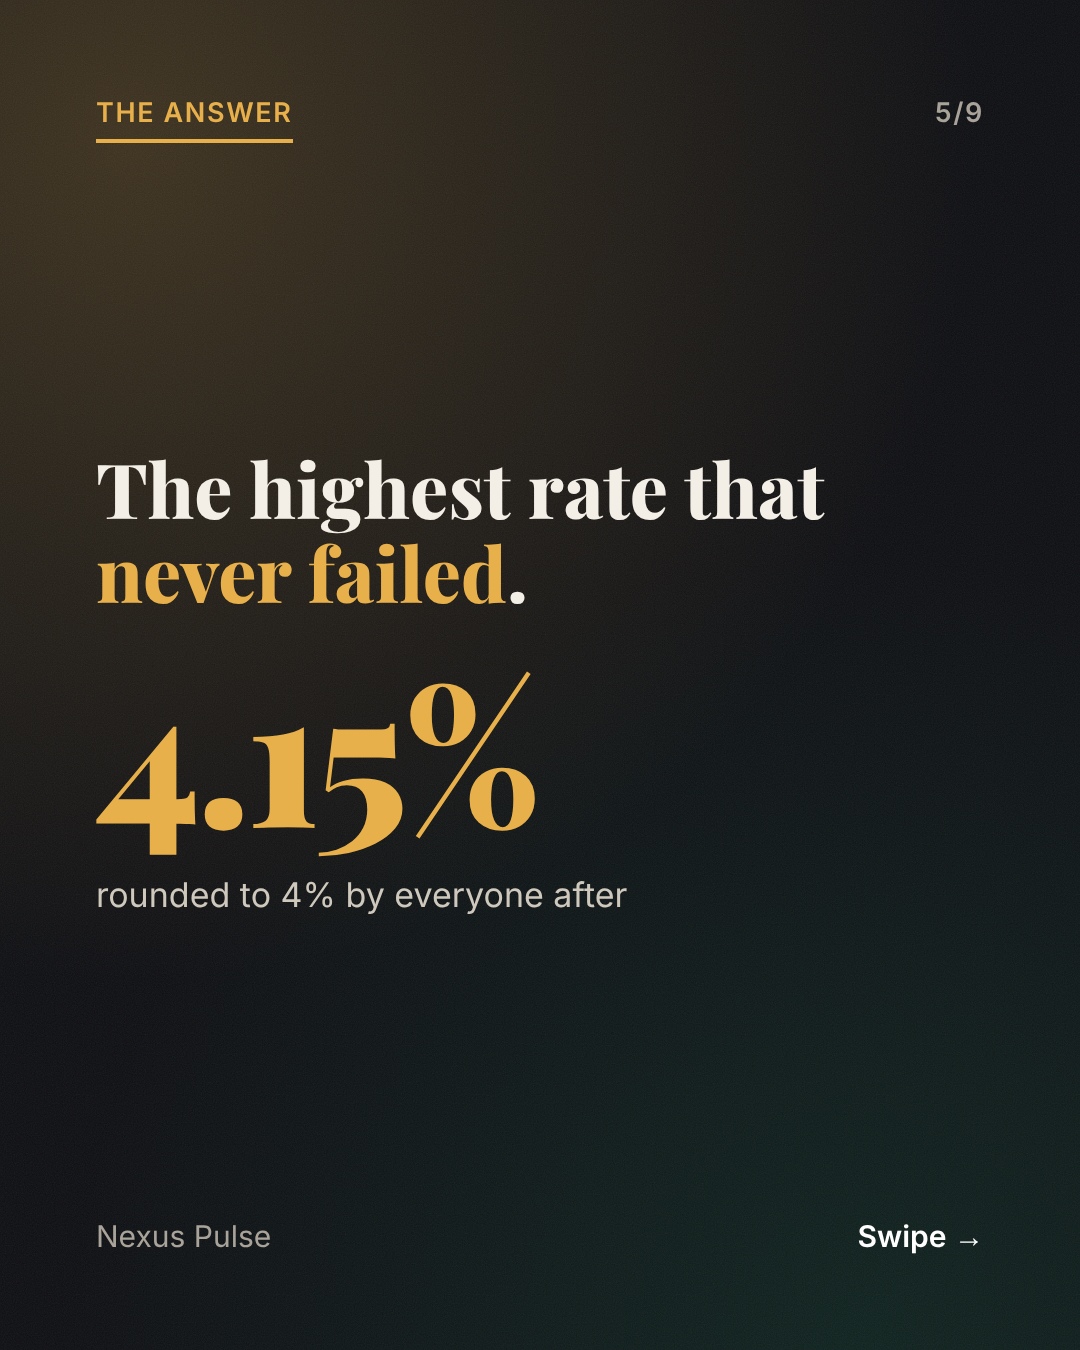 THE ANSWER
5/9
The highest rate that
never failed.
4.15%
rounded to 4% by everyone after
Nexus Pulse
Swipe →